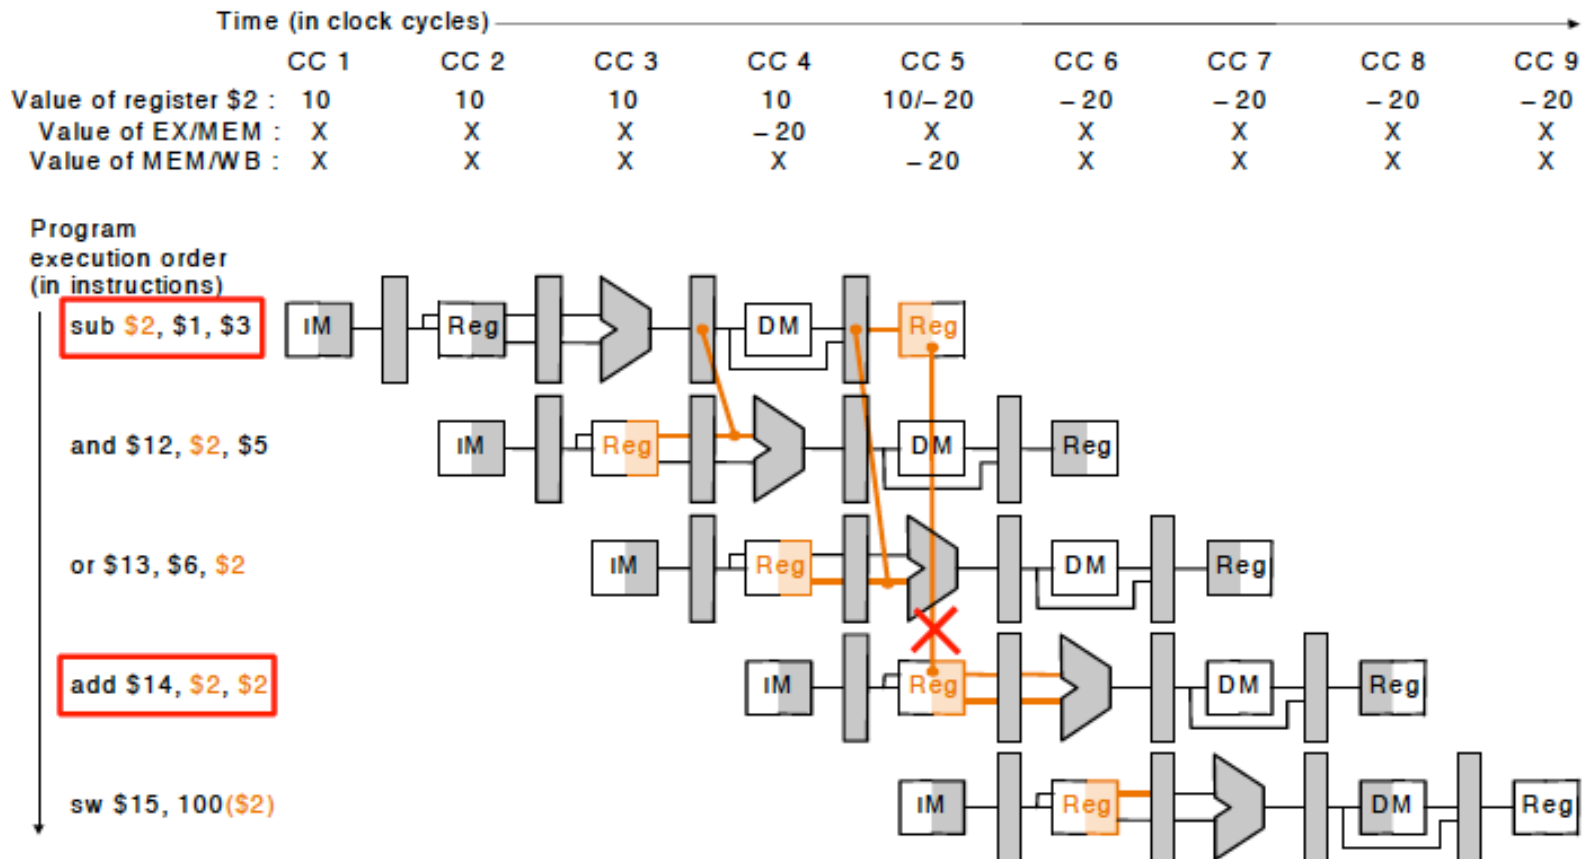 Time (in clock cycles)
CC 1 CC 2 CC 3 CC 4 CC 5 CC 6 CC 7 CC 8 CC 9
Value of register $2 : 10 10 10 10 10/– 20 – 20 – 20 – 20 – 20
Value of EX/MEM : X X X – 20 X X X X X
Value of MEM/WB : X X X X – 20 X X X X
Program
execution order
(in instructions)
sub $2, $1, $3 IM Reg DM Reg
and $12, $2, $5 IM Reg DM Reg
or $13, $6, $2 IM Reg DM Reg
add $14, $2, $2 IM Reg DM Reg
sw $15, 100($2) IM Reg DM Reg